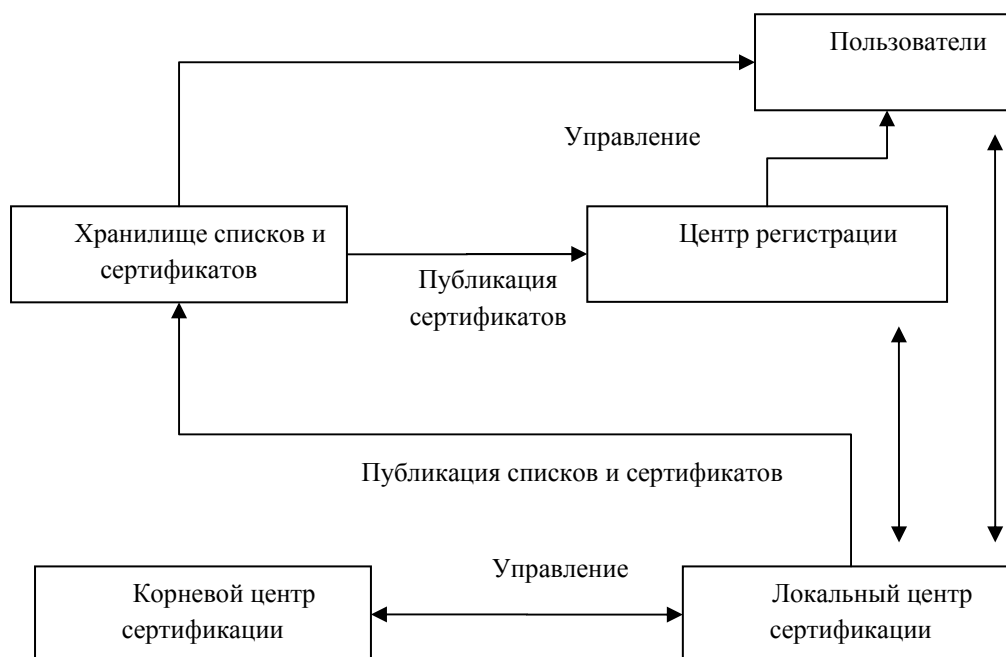 Пользователи
Управление
Хранилище списков и
сертификатов
Центр регистрации
Публикация
сертификатов
Публикация списков и сертификатов
Управление
Корневой центр
сертификации
Локальный центр
сертификации